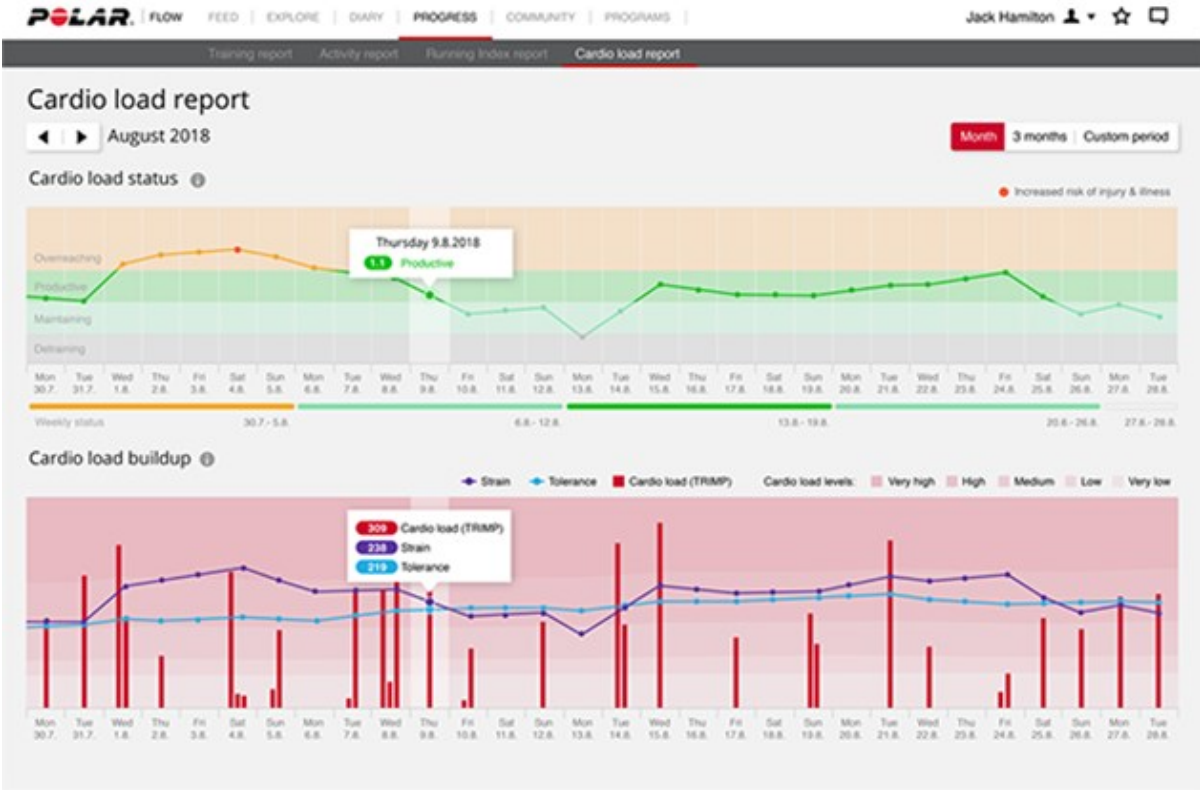 POLAR. FLOW FEED EXPLORE DIARY PROGRESS COMMUNITY PROGRAMS Jack Hamilton
Training report Activity report Running Index report Cardio load report
Cardio load report
August 2018
Month 3 months Custom period
Cardio load status
Increased risk of injury & illness
Thursday 9.8.2018
1.1 Productive
Overreaching
Productive
Maintaining
Detraining
Mon Tue Wed Thu Fri Sat Sun Mon Tue Wed Thu Fri Sat Sun Mon Tue Wed Thu Fri Sat Sun Mon Tue Wed Thu Fri Sat Sun Mon Tue
30.7. 31.7. 1.8. 2.8. 3.8. 4.8. 5.8. 6.8. 7.8. 8.8. 9.8. 10.8. 11.8. 12.8. 13.8. 14.8. 15.8. 16.8. 17.8. 18.8. 19.8. 20.8. 21.8. 22.8. 23.8. 24.8. 25.8. 26.8. 27.8. 28.8.
Weekly status 30.7.- 5.8. 6.8.- 12.8. 13.8.- 19.8. 20.8.- 26.8. 27.8.- 28.8.
Cardio load buildup
Strain Tolerance Cardio load (TRIMP) Cardio load levels: Very high High Medium Low Very low
309 Cardio load (TRIMP)
238 Strain
219 Tolerance
Mon Tue Wed Thu Fri Sat Sun Mon Tue Wed Thu Fri Sat Sun Mon Tue Wed Thu Fri Sat Sun Mon Tue Wed Thu Fri Sat Sun Mon Tue
30.7. 31.7. 1.8. 2.8. 3.8. 4.8. 5.8. 6.8. 7.8. 8.8. 9.8. 10.8. 11.8. 12.8. 13.8. 14.8. 15.8. 16.8. 17.8. 18.8. 19.8. 20.8. 21.8. 22.8. 23.8. 24.8. 25.8. 26.8. 27.8. 28.8.